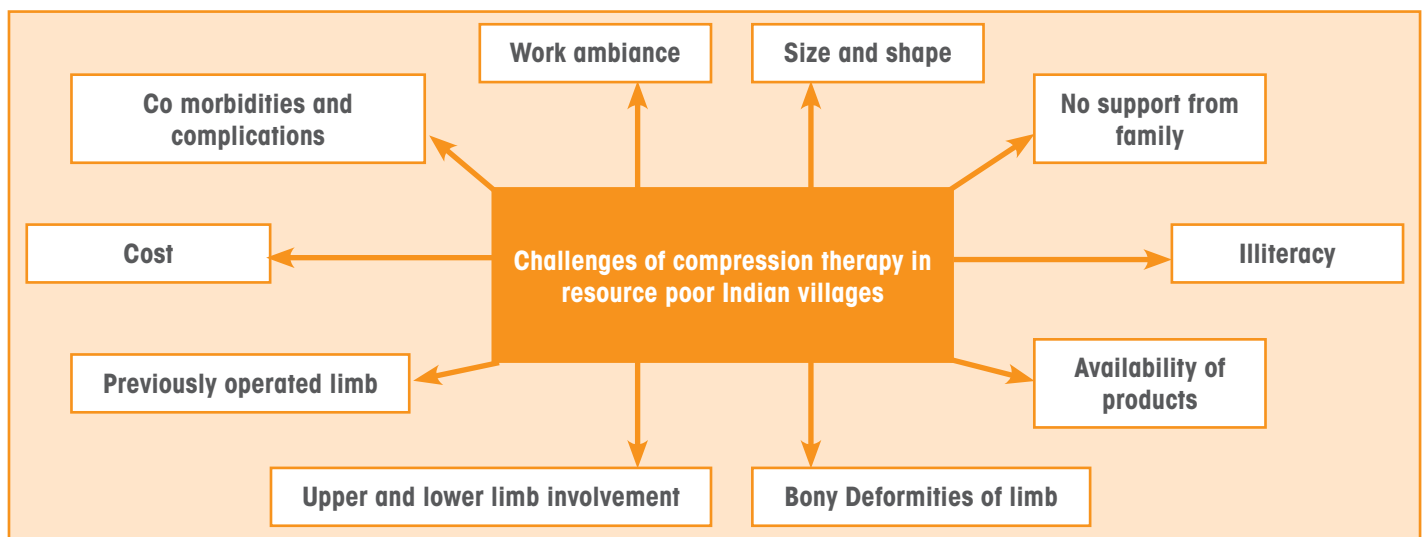 Work ambiance
Size and shape
Co morbidities and
complications
No support from
family
Cost
Challenges of compression therapy in
resource poor Indian villages
Illiteracy
Previously operated limb
Availability of
products
Upper and lower limb involvement
Bony Deformities of limb